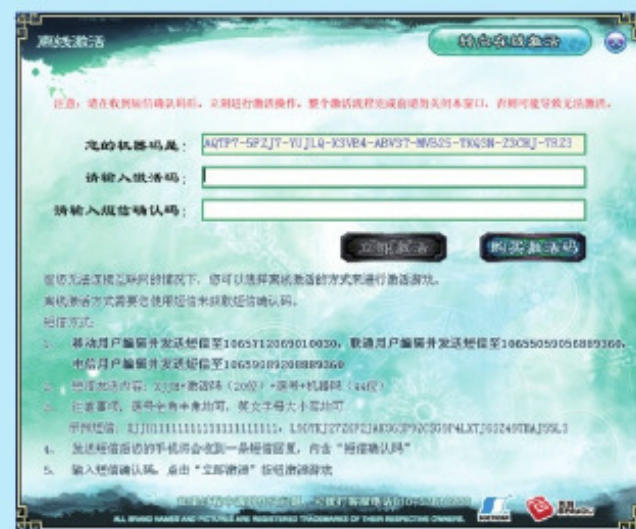 离线激活
转向在线激活
注意：请在收到短信确认码后，立刻进行激活操作。整个激活流程完成前请勿关闭本窗口，否则可能导致无法激活。
您的机器码是：
请输入激活码：
请输入短信确认码：
立即激活
购买激活码
在您无法连接互联网的情况下，您可以选择离线激活的方式来进行激活游戏。
离线激活方式需要您使用短信来获取短信确认码。
短信方式：
1. 移动用户编辑并发送短信至1065712069010030，联通用户编辑并发送短信至10655059056889360，
电信用户编辑并发送短信至10659089208889360
2. 短信发送内容：XJJH+激活码（20位）+逗号+机器码（44位）
3. 注意事项，逗号全角半角均可，英文字母大小写均可
示例短信：
4. 发送短信后您的手机将会收到一条短信回复，内含“短信确认码”
5. 输入短信确认码，点击“立即激活”按钮激活游戏
ALL BRAND NAMES AND PICTURES ARE REGISTERED TRADEMARKS OF THEIR RESPECTIVE OWNERS.